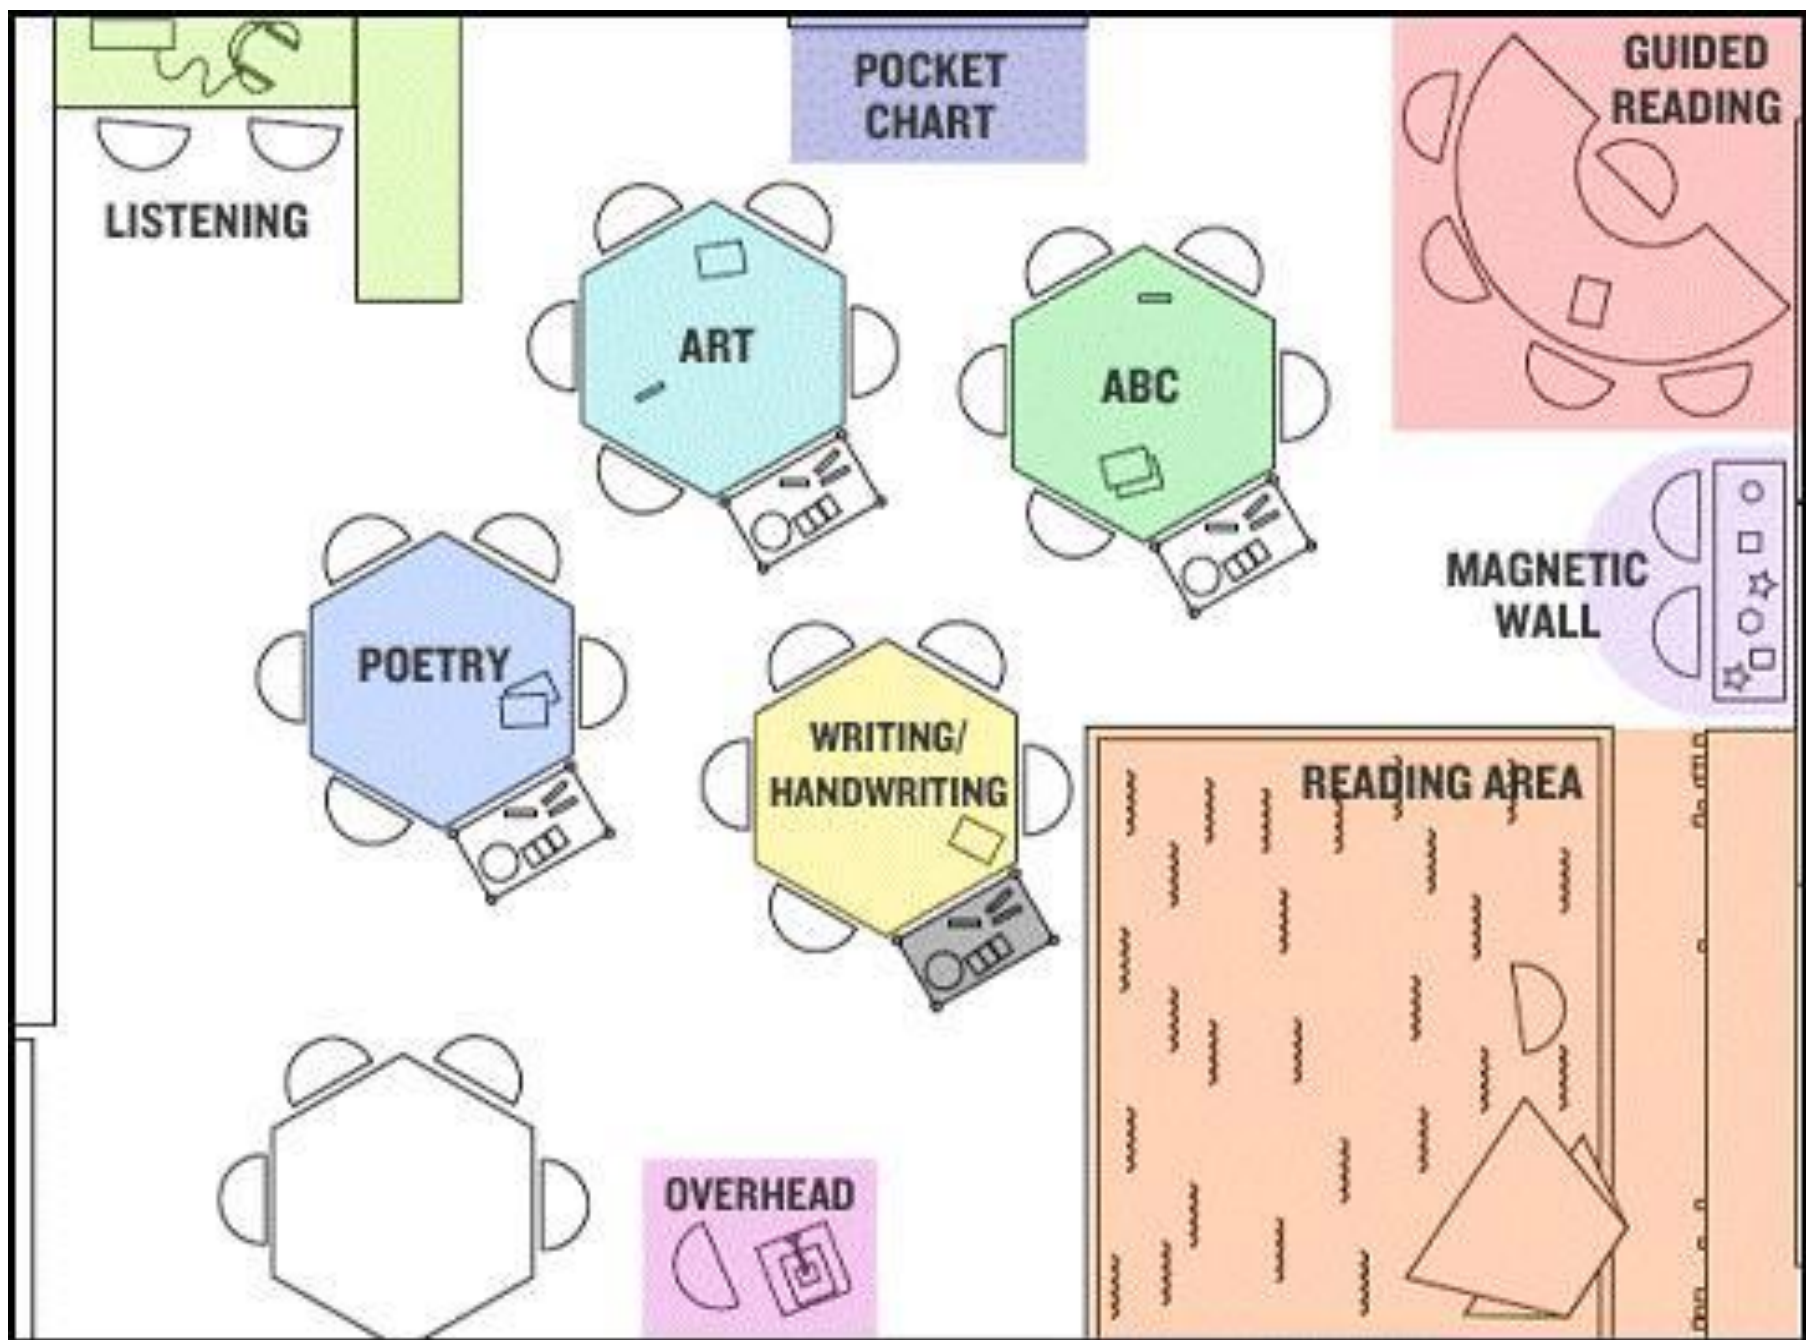 POCKET
CHART
GUIDED
READING
LISTENING
ART
ABC
MAGNETIC
WALL
POETRY
WRITING/
HANDWRITING
READING AREA
OVERHEAD